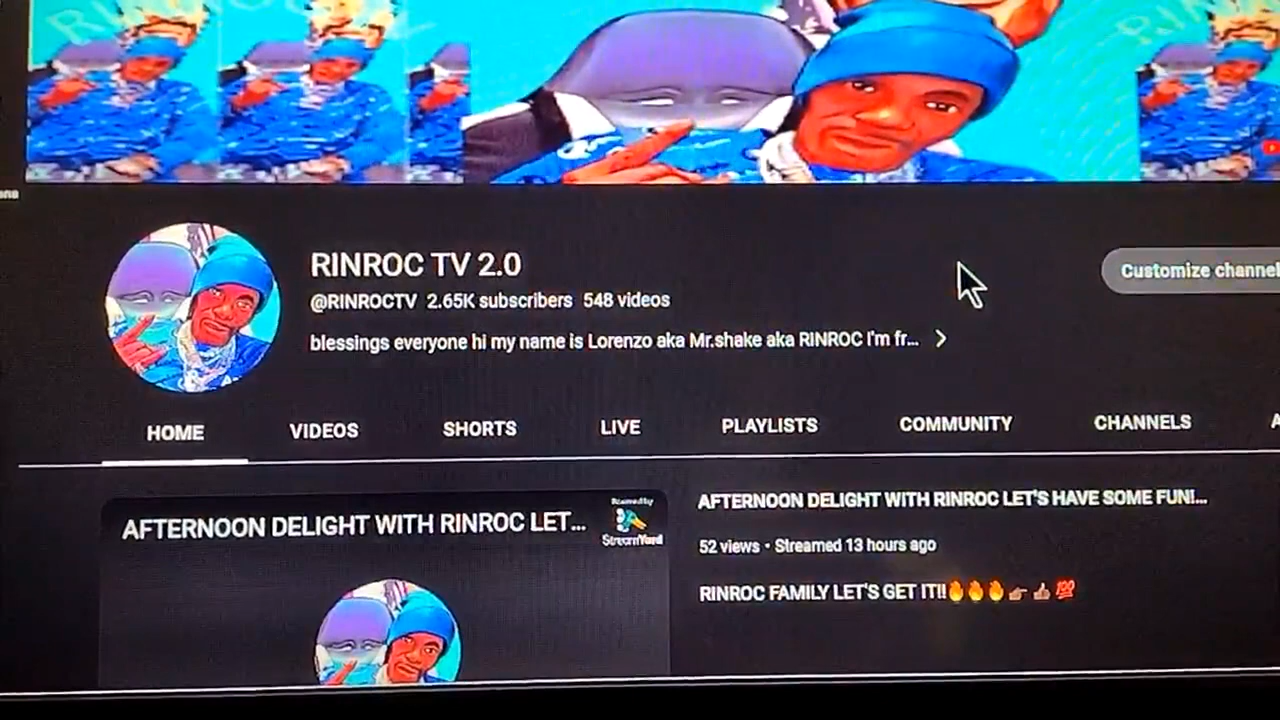 RINROC TV 2.0
@RINROCTV 2.65K subscribers 548 videos
Customize channel
blessings everyone hi my name is Lorenzo aka Mr.shake aka RINROC I'm fr...
HOME VIDEOS SHORTS LIVE PLAYLISTS COMMUNITY CHANNELS A
AFTERNOON DELIGHT WITH RINROC LET...
Powered by
StreamYard
AFTERNOON DELIGHT WITH RINROC LET'S HAVE SOME FUN!...
52 views • Streamed 13 hours ago
RINROC FAMILY LET'S GET IT!!🔥🔥🔥👉👍💯